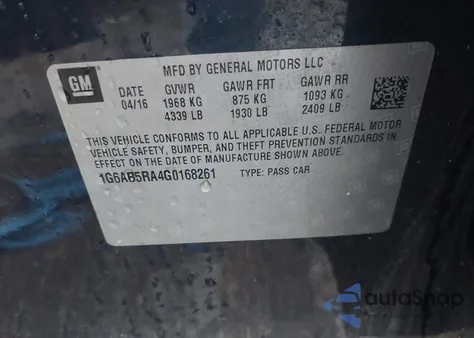 MFD BY GENERAL MOTORS LLC
GM
DATE GVWR GAWR FRT GAWR RR
04/16 1968 KG 875 KG 1093 KG
4339 LB 1930 LB 2409 LB
THIS VEHICLE CONFORMS TO ALL APPLICABLE U.S. FEDERAL MOTOR
VEHICLE SAFETY, BUMPER, AND THEFT PREVENTION STANDARDS IN
EFFECT ON THE DATE OF MANUFACTURE SHOWN ABOVE.
1G6AB5RA4G0168261 TYPE: PASS CAR
autoSnap